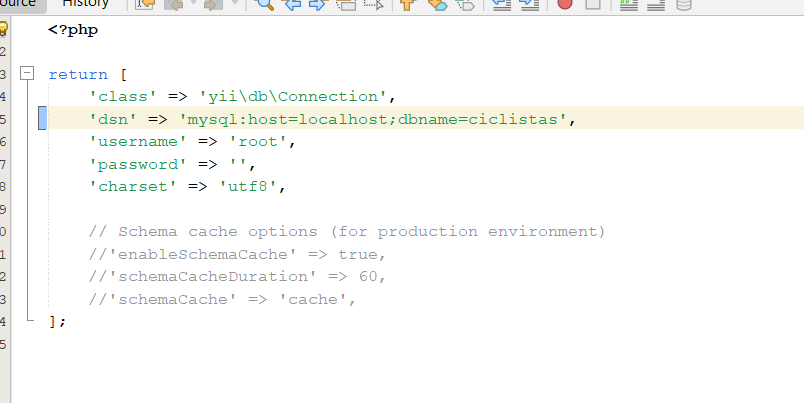 ource History
<?php
2
3 return [
4 'class' => 'yii\db\Connection',
5 'dsn' => 'mysql:host=localhost;dbname=ciclistas',
6 'username' => 'root',
7 'password' => '',
8 'charset' => 'utf8',
9
0 // Schema cache options (for production environment)
1 //'enableSchemaCache' => true,
2 //'schemaCacheDuration' => 60,
3 //'schemaCache' => 'cache',
4 ];
5